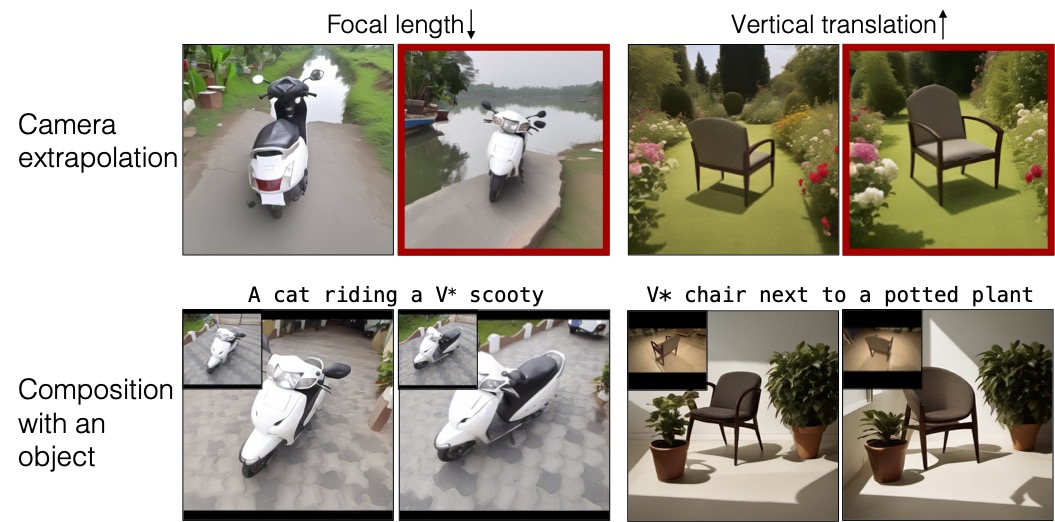 Focal length↓
Vertical translation↑
Camera
extrapolation
A cat riding a V* scooty
V* chair next to a potted plant
Composition
with an
object